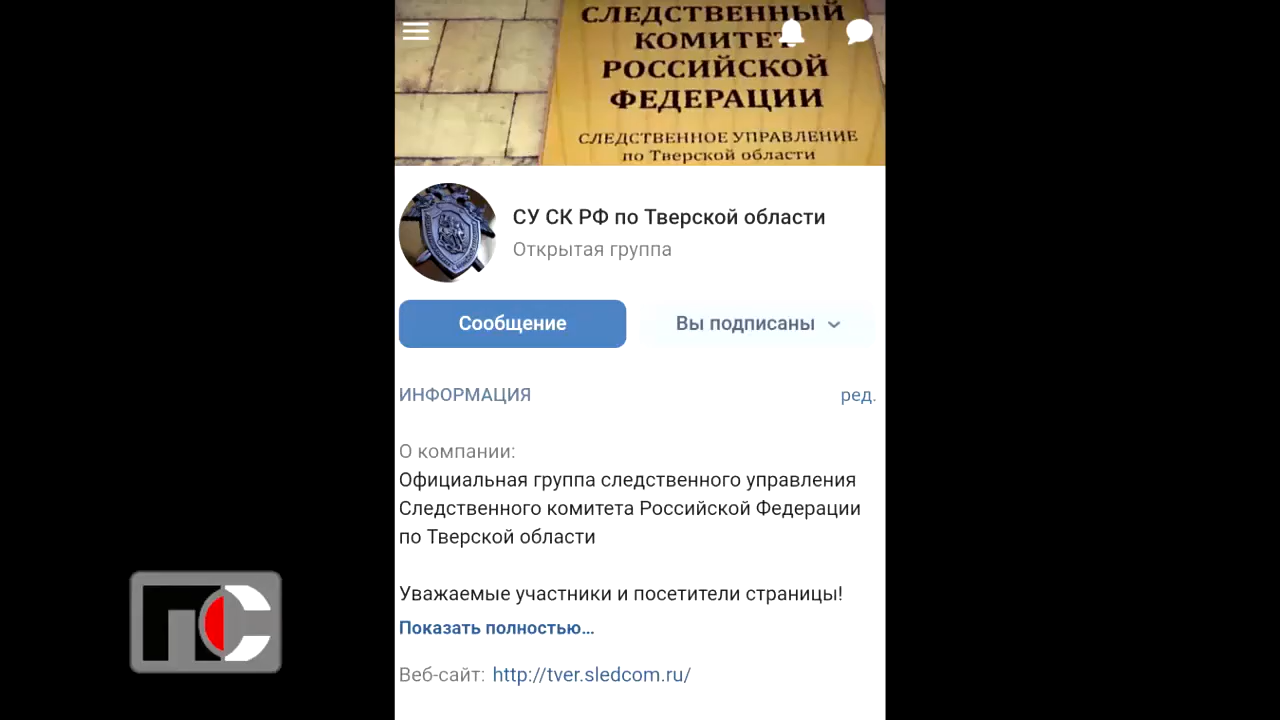 СЛЕДСТВЕННЫЙ
КОМИТЕТ
РОССИЙСКОЙ
ФЕДЕРАЦИИ
СЛЕДСТВЕННОЕ УПРАВЛЕНИЕ
по Тверской области
СУ СК РФ по Тверской области
Открытая группа
Сообщение
Вы подписаны
ИНФОРМАЦИЯ
ред.
О компании:
Официальная группа следственного управления
Следственного комитета Российской Федерации
по Тверской области
Уважаемые участники и посетители страницы!
Показать полностью…
Веб-сайт: http://tver.sledcom.ru/
ПС